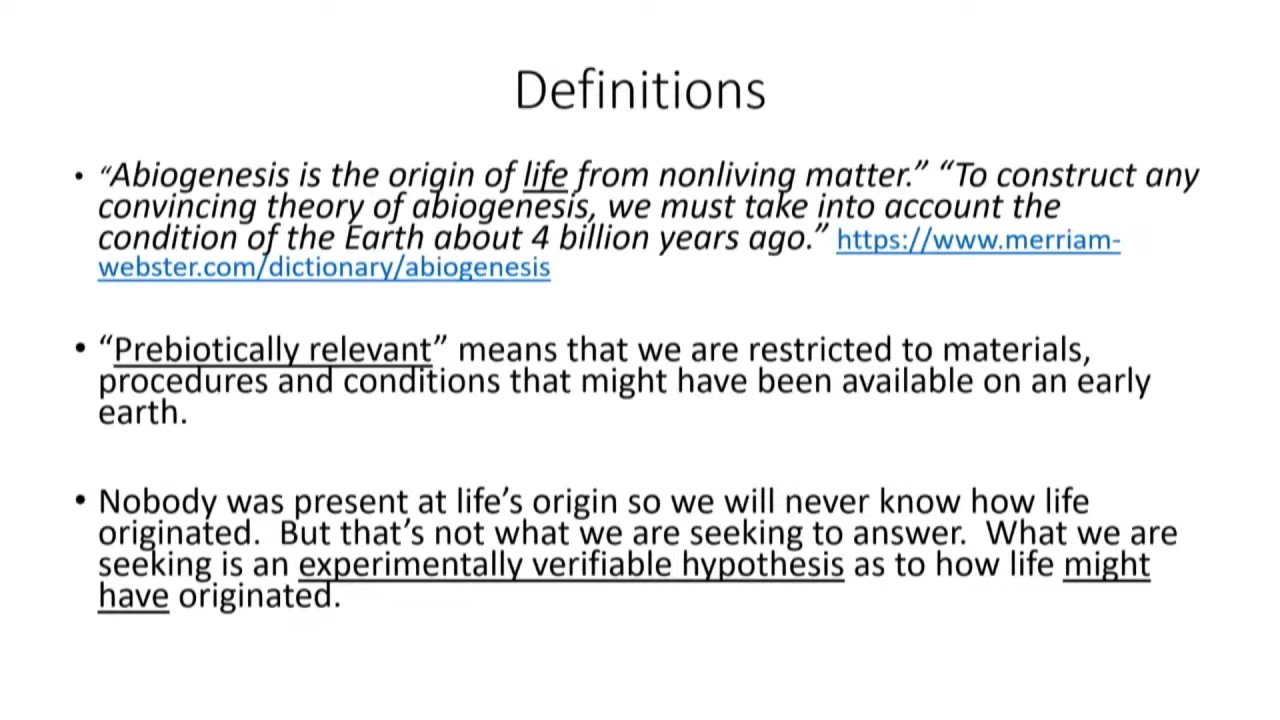 Definitions
• “Abiogenesis is the origin of life from nonliving matter.” “To construct any
convincing theory of abiogenesis, we must take into account the
condition of the Earth about 4 billion years ago.” https://www.merriam-
webster.com/dictionary/abiogenesis
• “Prebiotically relevant” means that we are restricted to materials,
procedures and conditions that might have been available on an early
earth.
• Nobody was present at life’s origin so we will never know how life
originated.  But that’s not what we are seeking to answer.  What we are
seeking is an experimentally verifiable hypothesis as to how life might
have originated.